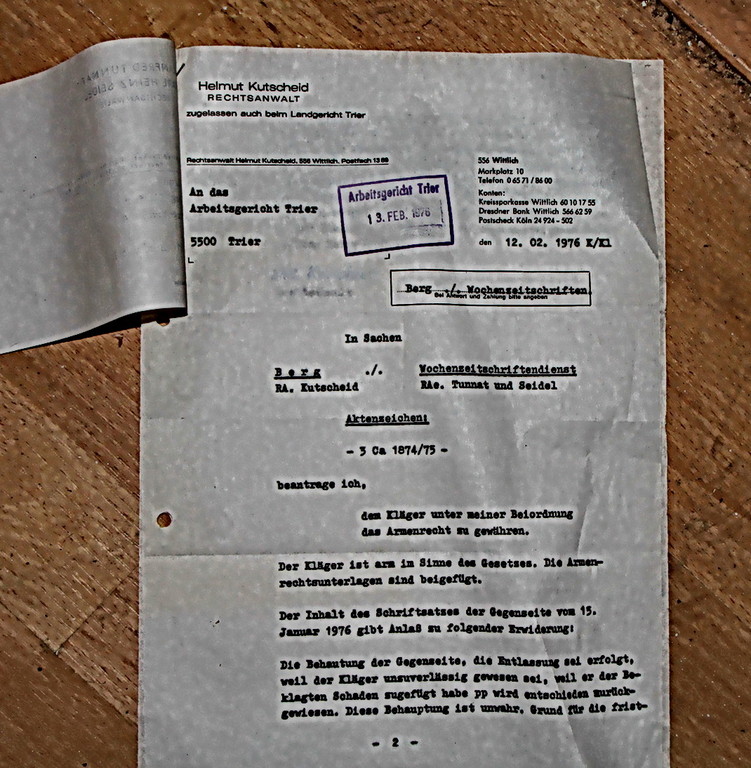 Helmut Kutscheid
RECHTSANWALT
zugelassen auch beim Landgericht Trier
Rechtsanwalt Helmut Kutscheid, 556 Wittlich, Postfach 13 89
An das
Arbeitsgericht Trier
5500 Trier
Arbeitsgericht Trier
13. FEB. 1976
556 Wittlich
Marktplatz 10
Telefon 0 65 71 / 86 00
Konten:
Kreissparkasse Wittlich 60 10 17 55
Dresdner Bank Wittlich 566 62 59
Postscheck Köln 24 924 - 502
den 12. 02. 1976 K/Kl
Berg ./. Wochenzeitschriften
Bei Antwort und Zahlung bitte angeben
In Sachen
Berg ./. Wochenzeitschriftendienst
RA. Kutscheid RAe. Tunnat und Seidel
Aktenzeichen:
- 3 Ca 1874/75 -
beantrage ich,
dem Kläger unter meiner Beiordnung
das Armenrecht zu gewähren.
Der Kläger ist arm im Sinne des Gesetzes. Die Armen-
rechtsunterlagen sind beigefügt.
Der Inhalt des Schriftsatzes der Gegenseite vom 15.
Januar 1976 gibt Anlaß zu folgender Erwiderung:
Die Behautung der Gegenseite, die Entlassung sei erfolgt,
weil der Kläger unzuverlässig gewesen sei, weil er der Be-
klagten Schaden zugefügt habe pp wird entschieden zurück-
gewiesen. Diese Behauptung ist unwahr. Grund für die frist-
- 2 -